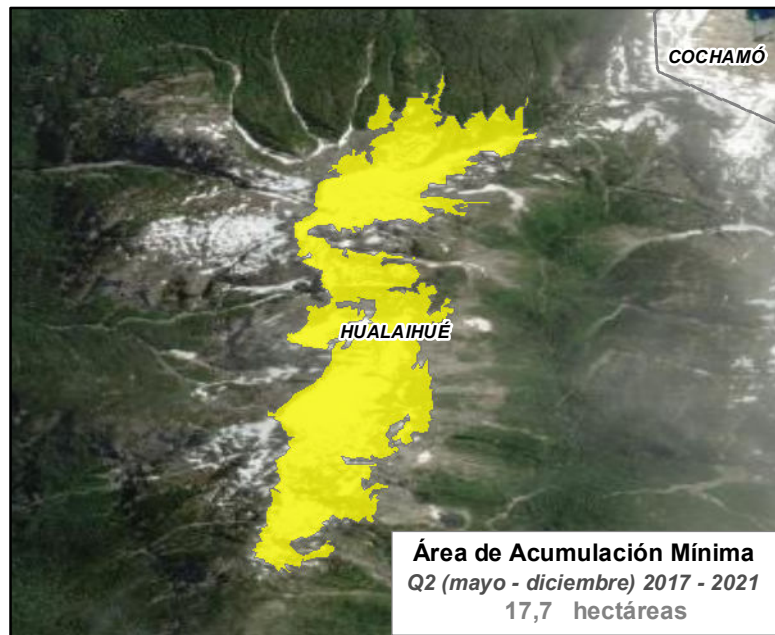 COCHAMÓ
HUALAIHUÉ
Área de Acumulación Mínima
Q2 (mayo - diciembre) 2017 - 2021
17,7 hectáreas